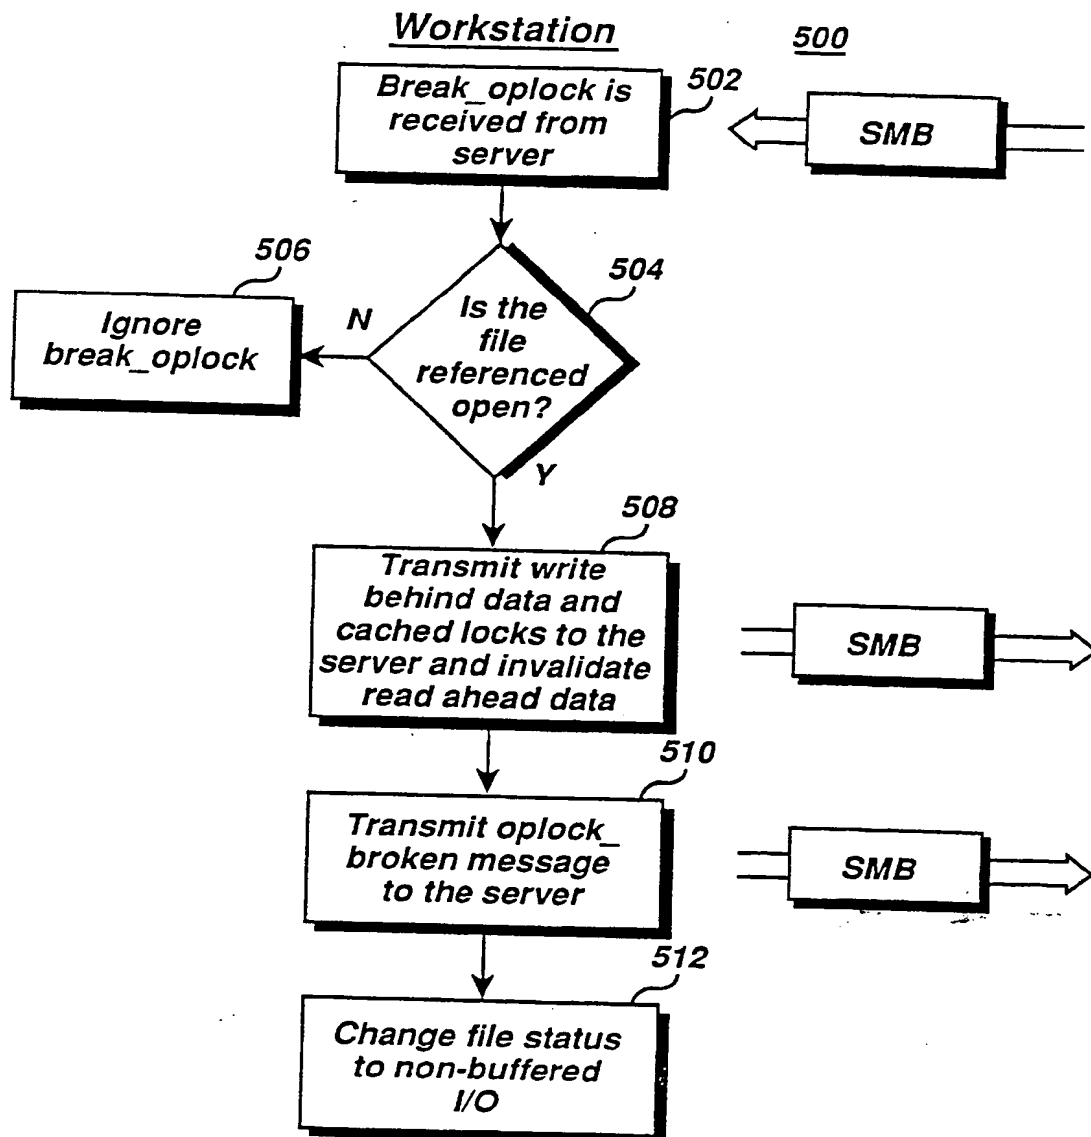 Workstation
500
Break_oplock is
received from
server
502
SMB
506
504
Ignore
break_oplock
N
Is the
file
referenced
open?
Y
508
Transmit write
behind data and
cached locks to the
server and invalidate
read ahead data
SMB
510
Transmit oplock_
broken message
to the server
SMB
512
Change file status
to non-buffered
I/O